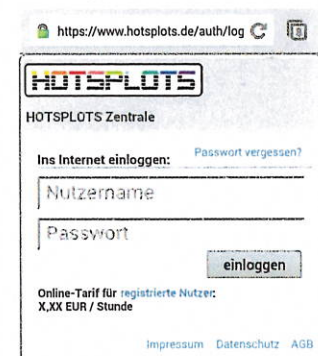 https://www.hotsplots.de/auth/log
HOTSPLOTS
HOTSPLOTS Zentrale
Ins Internet einloggen:
Passwort vergessen?
Nutzername
Passwort
einloggen
Online-Tarif für registrierte Nutzer:
X,XX EUR / Stunde
Impressum Datenschutz AGB